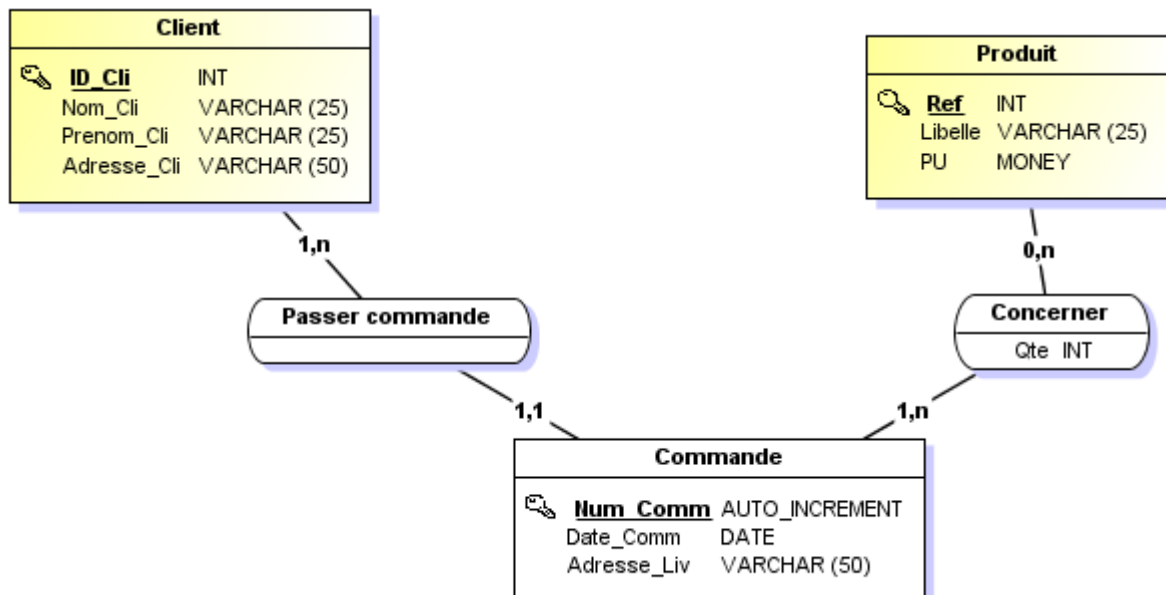 Client
ID_Cli INT
Nom_Cli VARCHAR (25)
Prenom_Cli VARCHAR (25)
Adresse_Cli VARCHAR (50)
Produit
Ref INT
Libelle VARCHAR (25)
PU MONEY
1,n
0,n
Passer commande
Concerner
Qte INT
1,1
1,n
Commande
Num_Comm AUTO_INCREMENT
Date_Comm DATE
Adresse_Liv VARCHAR (50)